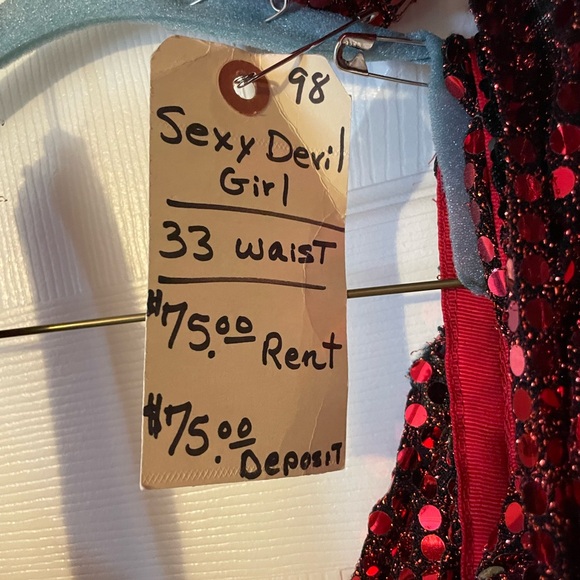 98
Sexy Devil
Girl
33 waist
$75.00 Rent
$75.00
Deposit